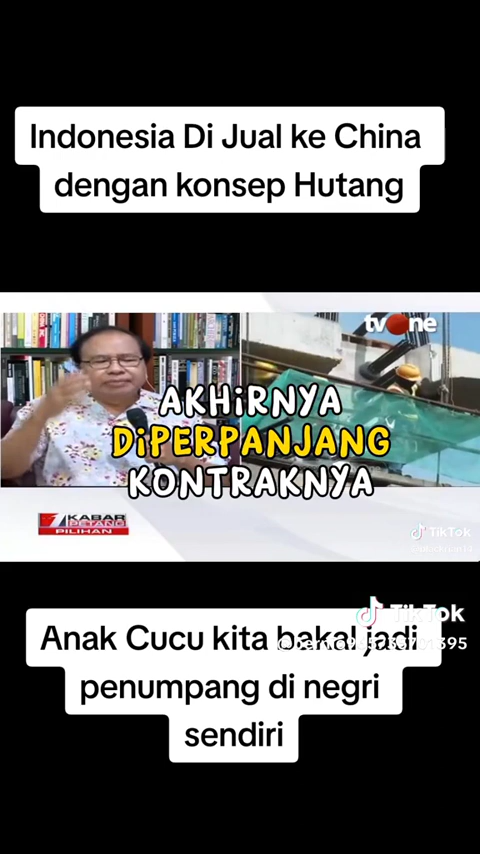 Indonesia Di Jual ke China
dengan konsep Hutang
tvOne
AKHIRNYA
DIPERPANJANG
KONTRAKNYA
KABAR
PETANG
PILIHAN
TikTok
TikTok
Anak Cucu kita bakal jadi
penumpang di negri
sendiri